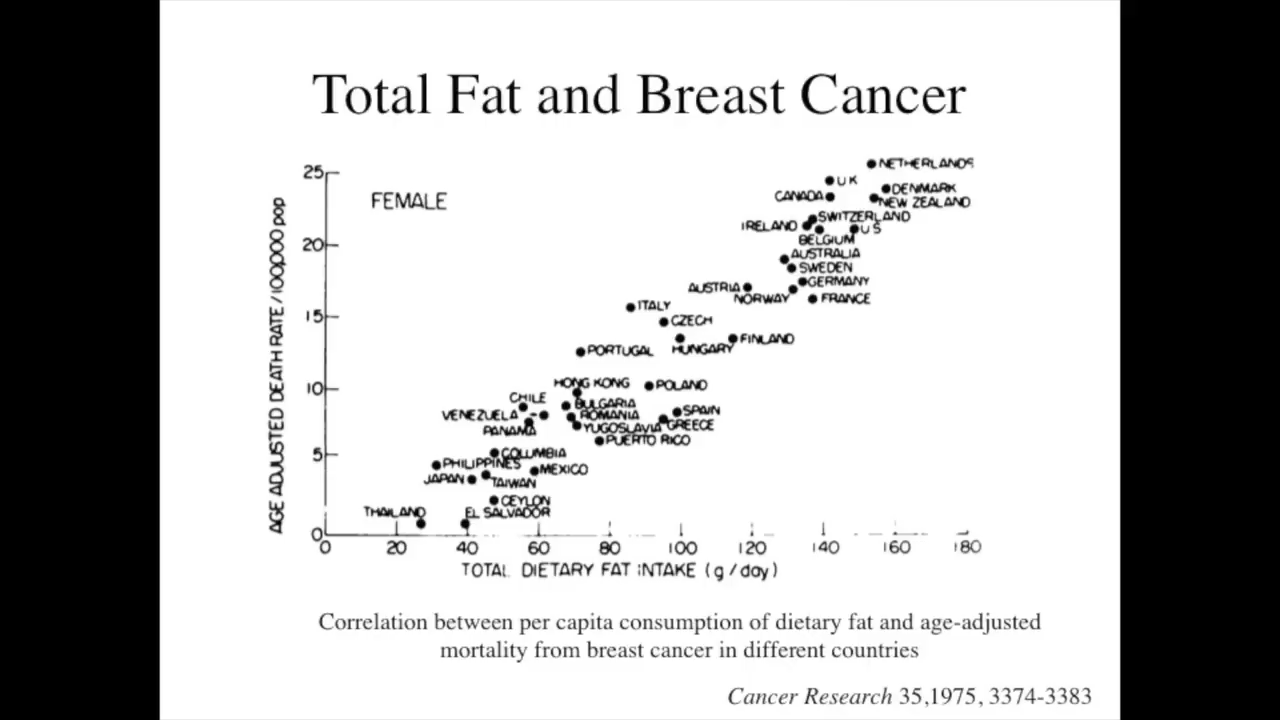 Total Fat and Breast Cancer
25
NETHERLANDS
UK
FEMALE
DENMARK
CANADA
NEW ZEALAND
SWITZERLAND
IRELAND
US
20
BELGIUM
AUSTRALIA
SWEDEN
GERMANY
AUSTRIA
NORWAY
FRANCE
15
ITALY
CZECH
FINLAND
HUNGARY
PORTUGAL
10
HONG KONG
POLAND
CHILE
BULGARIA
VENEZUELA
ROMANIA
SPAIN
PANAMA
YUGOSLAVIA
GREECE
PUERTO RICO
5
COLUMBIA
PHILIPPINES
MEXICO
JAPAN
TAIWAN
CEYLON
THAILAND
EL SALVADOR
0
AGE ADJUSTED DEATH RATE / 100,000 pop
0 20 40 60 80 100 120 140 160 180
TOTAL DIETARY FAT INTAKE (g/day)
Correlation between per capita consumption of dietary fat and age-adjusted
mortality from breast cancer in different countries
Cancer Research 35,1975, 3374-3383